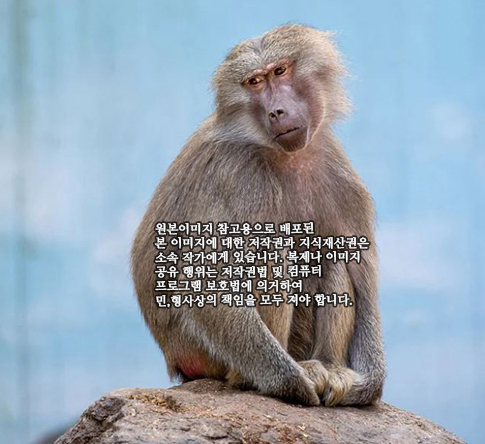 원본이미지 참고용으로 배포된
본 이미지에 대한 저작권과 지식재산권은
소속 작가에게 있습니다. 복제나 이미지
공유 행위는 저작권법 및 컴퓨터
프로그램 보호법에 의거하여
민,형사상의 책임을 모두 져야 합니다.